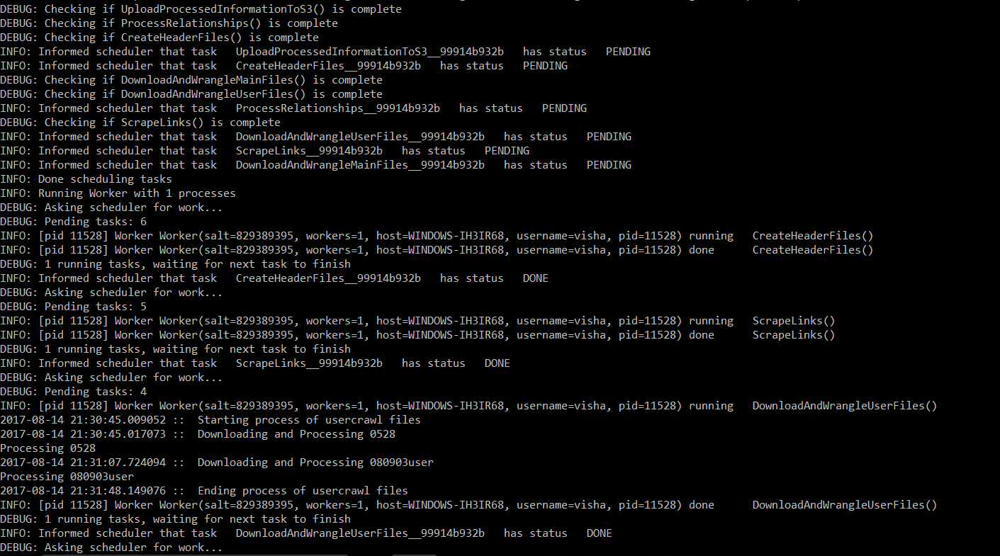 DEBUG: Checking if UploadProcessedInformationToS3() is complete
DEBUG: Checking if ProcessRelationships() is complete
DEBUG: Checking if CreateHeaderFiles() is complete
INFO: Informed scheduler that task   UploadProcessedInformationToS3__99914b932b   has status   PENDING
INFO: Informed scheduler that task   CreateHeaderFiles__99914b932b   has status   PENDING
DEBUG: Checking if DownloadAndWrangleMainFiles() is complete
DEBUG: Checking if DownloadAndWrangleUserFiles() is complete
INFO: Informed scheduler that task   ProcessRelationships__99914b932b   has status   PENDING
DEBUG: Checking if ScrapeLinks() is complete
INFO: Informed scheduler that task   DownloadAndWrangleUserFiles__99914b932b   has status   PENDING
INFO: Informed scheduler that task   ScrapeLinks__99914b932b   has status   PENDING
INFO: Informed scheduler that task   DownloadAndWrangleMainFiles__99914b932b   has status   PENDING
INFO: Done scheduling tasks
INFO: Running Worker with 1 processes
DEBUG: Asking scheduler for work...
DEBUG: Pending tasks: 6
INFO: [pid 11528] Worker Worker(salt=829389395, workers=1, host=WINDOWS-IH3IR68, username=visha, pid=11528) running   CreateHeaderFiles()
INFO: [pid 11528] Worker Worker(salt=829389395, workers=1, host=WINDOWS-IH3IR68, username=visha, pid=11528) done      CreateHeaderFiles()
DEBUG: 1 running tasks, waiting for next task to finish
INFO: Informed scheduler that task   CreateHeaderFiles__99914b932b   has status   DONE
DEBUG: Asking scheduler for work...
DEBUG: Pending tasks: 5
INFO: [pid 11528] Worker Worker(salt=829389395, workers=1, host=WINDOWS-IH3IR68, username=visha, pid=11528) running   ScrapeLinks()
INFO: [pid 11528] Worker Worker(salt=829389395, workers=1, host=WINDOWS-IH3IR68, username=visha, pid=11528) done      ScrapeLinks()
DEBUG: 1 running tasks, waiting for next task to finish
INFO: Informed scheduler that task   ScrapeLinks__99914b932b   has status   DONE
DEBUG: Asking scheduler for work...
DEBUG: Pending tasks: 4
INFO: [pid 11528] Worker Worker(salt=829389395, workers=1, host=WINDOWS-IH3IR68, username=visha, pid=11528) running   DownloadAndWrangleUserFiles()
2017-08-14 21:30:45.009052 ::  Starting process of usercrawl files
2017-08-14 21:30:45.017073 ::  Downloading and Processing 0528
Processing 0528
2017-08-14 21:31:07.724094 ::  Downloading and Processing 080903user
Processing 080903user
2017-08-14 21:31:48.149076 ::  Ending process of usercrawl files
INFO: [pid 11528] Worker Worker(salt=829389395, workers=1, host=WINDOWS-IH3IR68, username=visha, pid=11528) done      DownloadAndWrangleUserFiles()
DEBUG: 1 running tasks, waiting for next task to finish
INFO: Informed scheduler that task   DownloadAndWrangleUserFiles__99914b932b   has status   DONE
DEBUG: Asking scheduler for work...